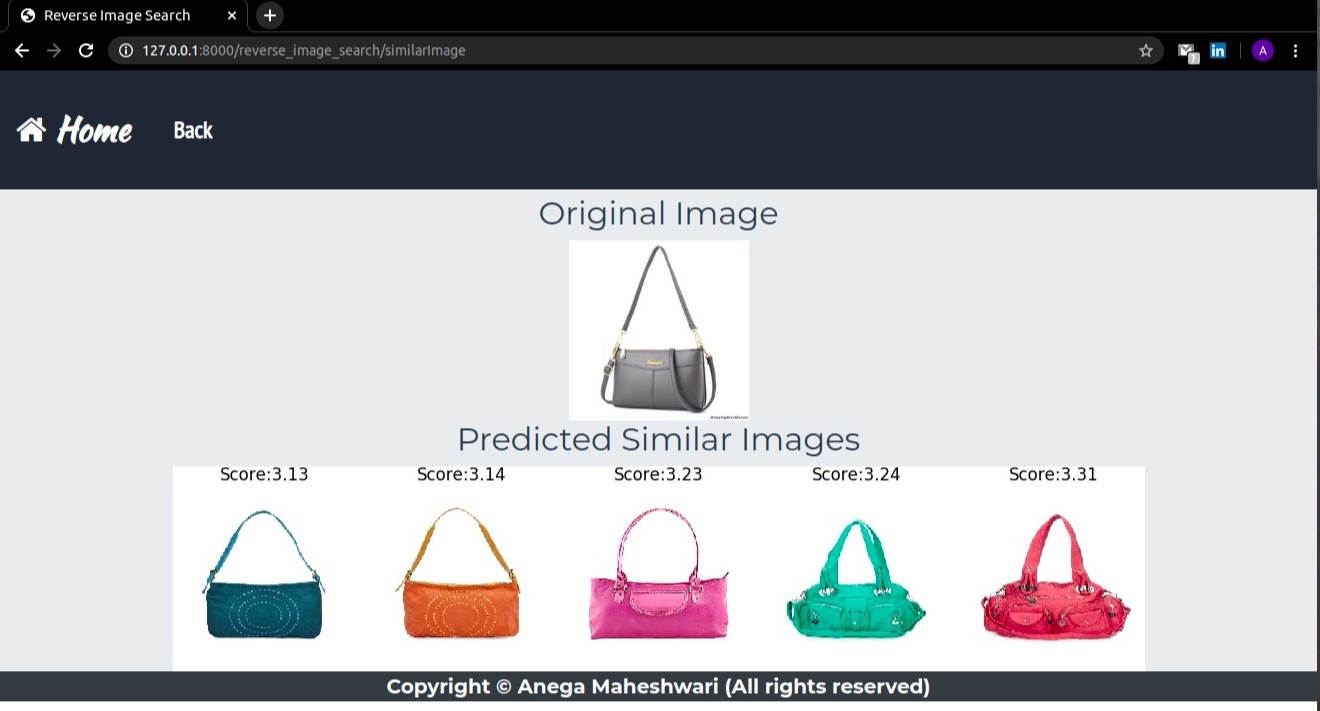 Reverse Image Search
127.0.0.1:8000/reverse_image_search/similarImage
in
?
A
Home
Back
Original Image
Predicted Similar Images
Score:3.13
Score:3.14
Score:3.23
Score:3.24
Score:3.31
Copyright © Anega Maheshwari (All rights reserved)